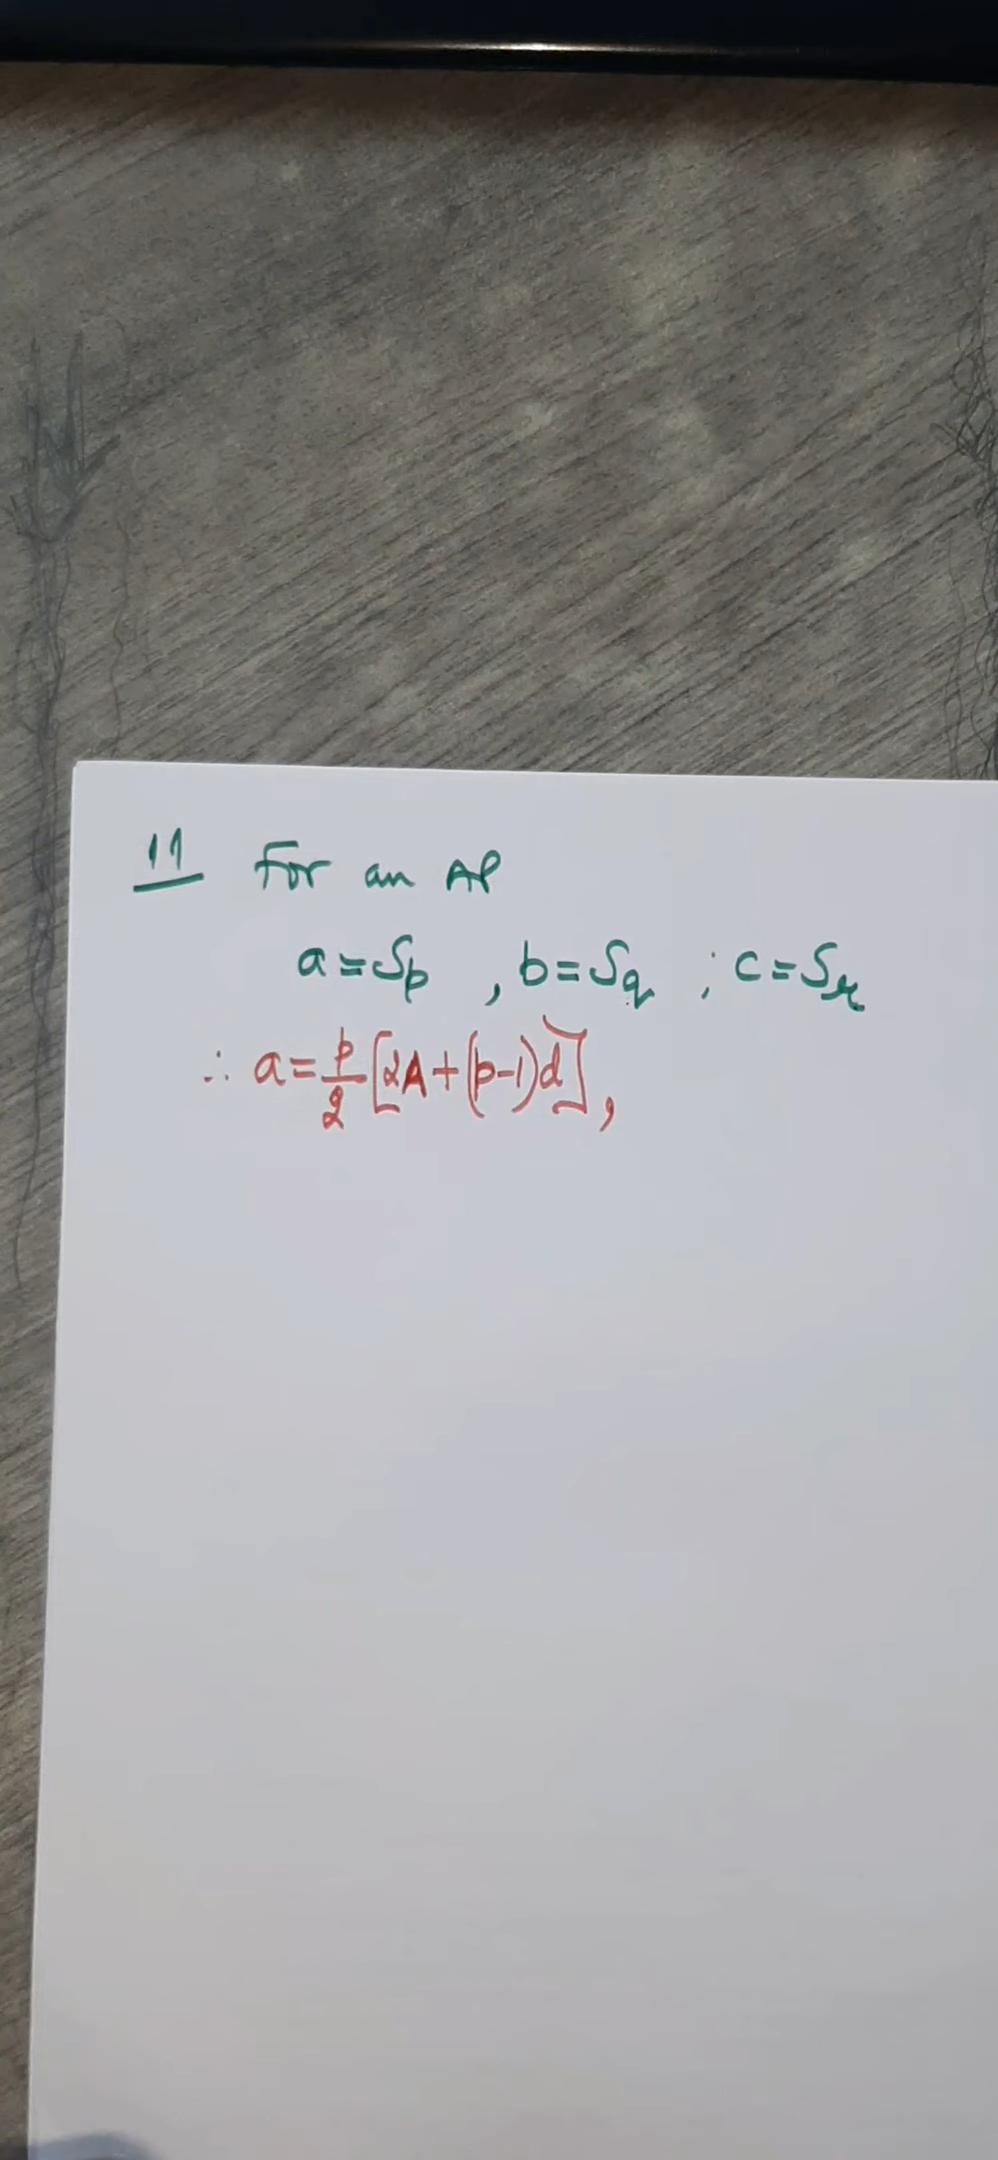 11 For an AP
a = Sp , b = Sq ; c = Sr
∴ a = p/2 [2A + (p-1)d],